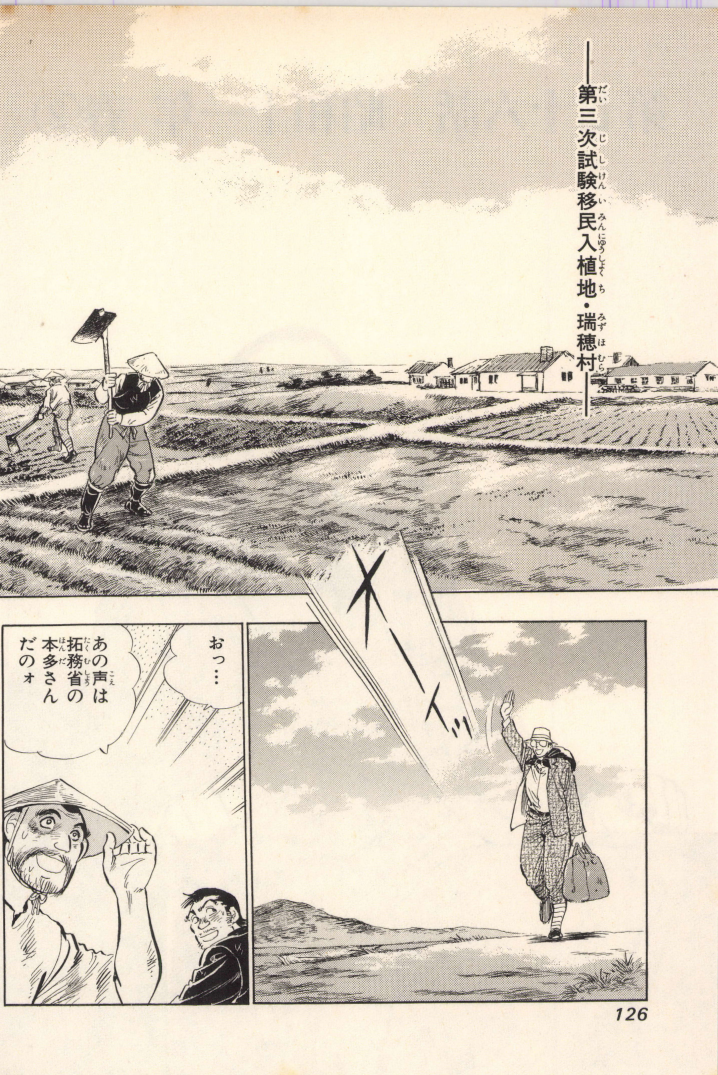 第三次試験移民入植地・瑞穂村
オーイッ
おっ…
あの声は
拓務省の
本多さん
だのォ
126